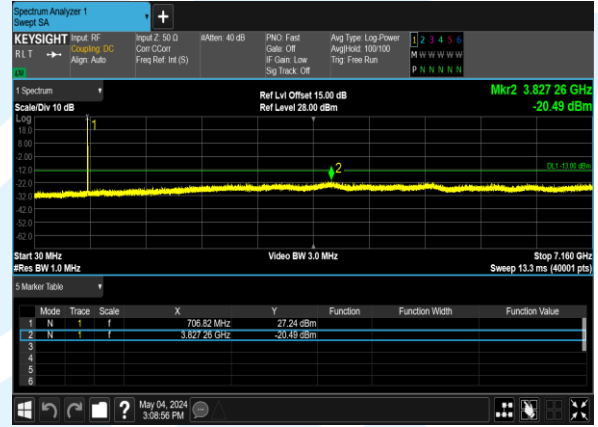 Spectrum Analyzer 1
Swept SA
KEYSIGHT Input: RF Input Z: 50 Ω #Atten: 40 dB PNO: Fast Avg Type: Log-Power 1 2 3 4 5 6
RLT Coupling: DC Corr CCorr Gate: Off Avg|Hold: 100/100 M W W W W W
Align: Auto Freq Ref: Int (S) IF Gain: Low Trig: Free Run
Sig Track: Off P N N N N N
1 Spectrum
Ref Lvl Offset 15.00 dB Mkr2 3.827 26 GHz
Scale/Div 10 dB Ref Level 28.00 dBm -20.49 dBm
Log
1
18.0
8.00
-2.00
-12.0 2 DL1 -13.00 dBm
-22.0
-32.0
-42.0
-52.0
-62.0
Start 30 MHz Video BW 3.0 MHz Stop 7.160 GHz
#Res BW 1.0 MHz Sweep 13.3 ms (40001 pts)
5 Marker Table
Mode Trace Scale X Y Function Function Width Function Value
1 N 1 f 706.82 MHz 27.24 dBm
2 N 1 f 3.827 26 GHz -20.49 dBm
3
4
5
6
? May 04, 2024
3:08:56 PM